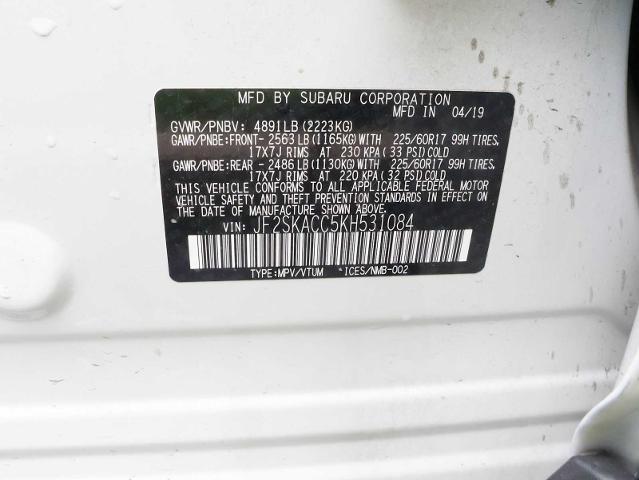 MFD BY SUBARU CORPORATION
MFD IN 04/19
GVWR/PNBV: 4891LB (2223KG)
GAWR/PNBE:FRONT-2563LB (1165KG) WITH 225/60R17 99H TIRES,
17X7J RIMS AT 230 KPA (33 PSI) COLD
GAWR/PNBE:REAR -2486LB (1130KG) WITH 225/60R17 99H TIRES,
17X7J RIMS AT 220 KPA (32 PSI) COLD
THIS VEHICLE CONFORMS TO ALL APPLICABLE FEDERAL MOTOR
VEHICLE SAFETY AND THEFT PREVENTION STANDARDS IN EFFECT
ON THE DATE OF MANUFACTURE SHOWN ABOVE.
VIN: JF2SKACC5KH531084
TYPE:MPV/VTUM *ICES/NMB-002